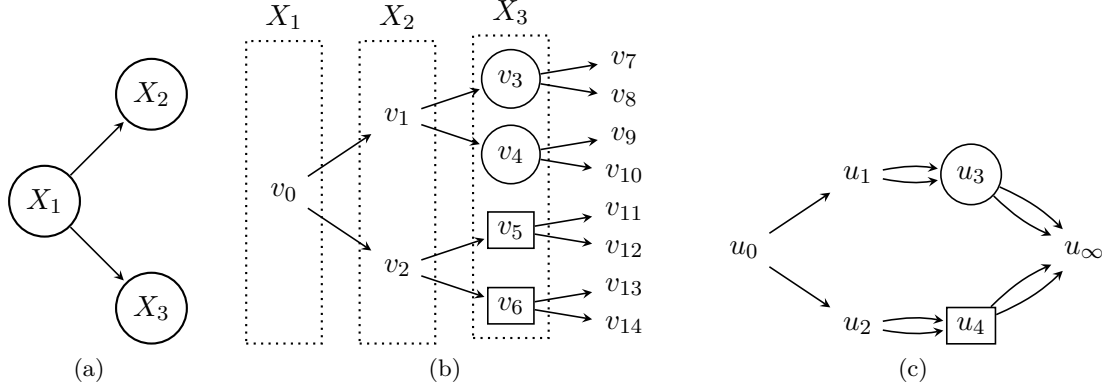 X₂
X₁
X₃
(a)
X₁ X₂ X₃
v₀
v₁
v₂
v₃
v₄
v₅
v₆
v₇
v₈
v₉
v₁₀
v₁₁
v₁₂
v₁₃
v₁₄
(b)
u₀
u₁
u₂
u₃
u₄
u∞
(c)